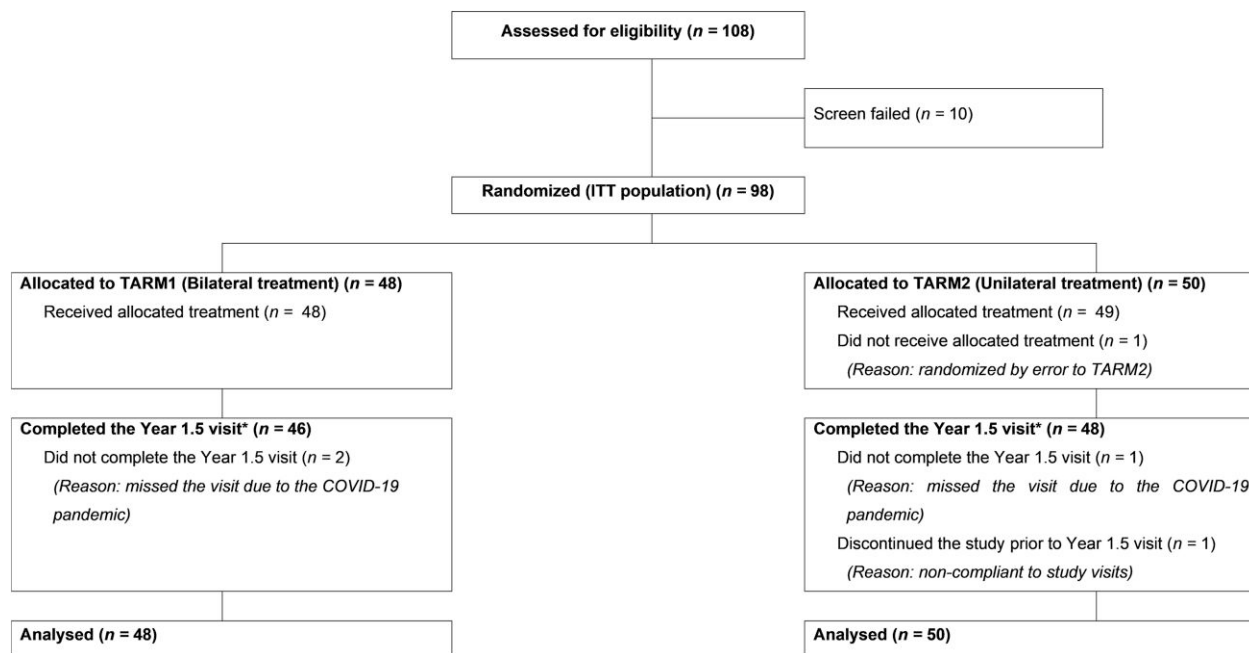 Assessed for eligibility (n = 108)
Screen failed (n = 10)
Randomized (ITT population) (n = 98)
Allocated to TARM1 (Bilateral treatment) (n = 48)
Received allocated treatment (n = 48)
Allocated to TARM2 (Unilateral treatment) (n = 50)
Received allocated treatment (n = 49)
Did not receive allocated treatment (n = 1)
(Reason: randomized by error to TARM2)
Completed the Year 1.5 visit* (n = 46)
Did not complete the Year 1.5 visit (n = 2)
(Reason: missed the visit due to the COVID-19
pandemic)
Completed the Year 1.5 visit* (n = 48)
Did not complete the Year 1.5 visit (n = 1)
(Reason: missed the visit due to the COVID-19
pandemic)
Discontinued the study prior to Year 1.5 visit (n = 1)
(Reason: non-compliant to study visits)
Analysed (n = 48)
Analysed (n = 50)